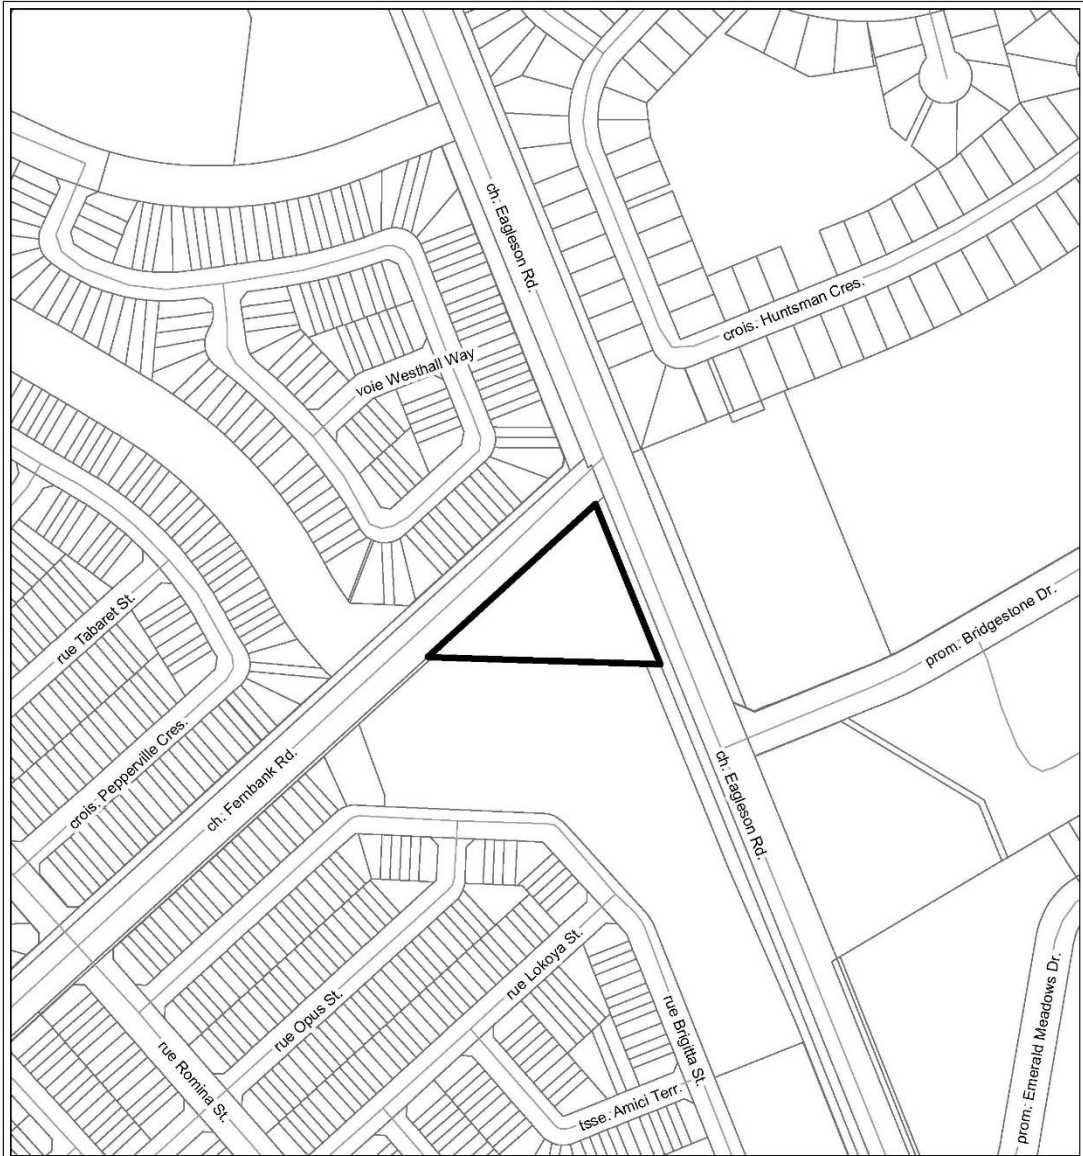 ch. Eagleson Rd.
crois. Huntsman Cres.
voie Westhall Way
rue Tabaret St.
prom. Bridgestone Dr.
crois. Pepperville Cres.
ch. Fernbank Rd.
ch. Eagleson Rd.
rue Lokoya St.
rue Opus St.
rue Brigitta St.
rue Romina St.
tsse. Amici Terr.
prom. Emerald Meadows Dr.